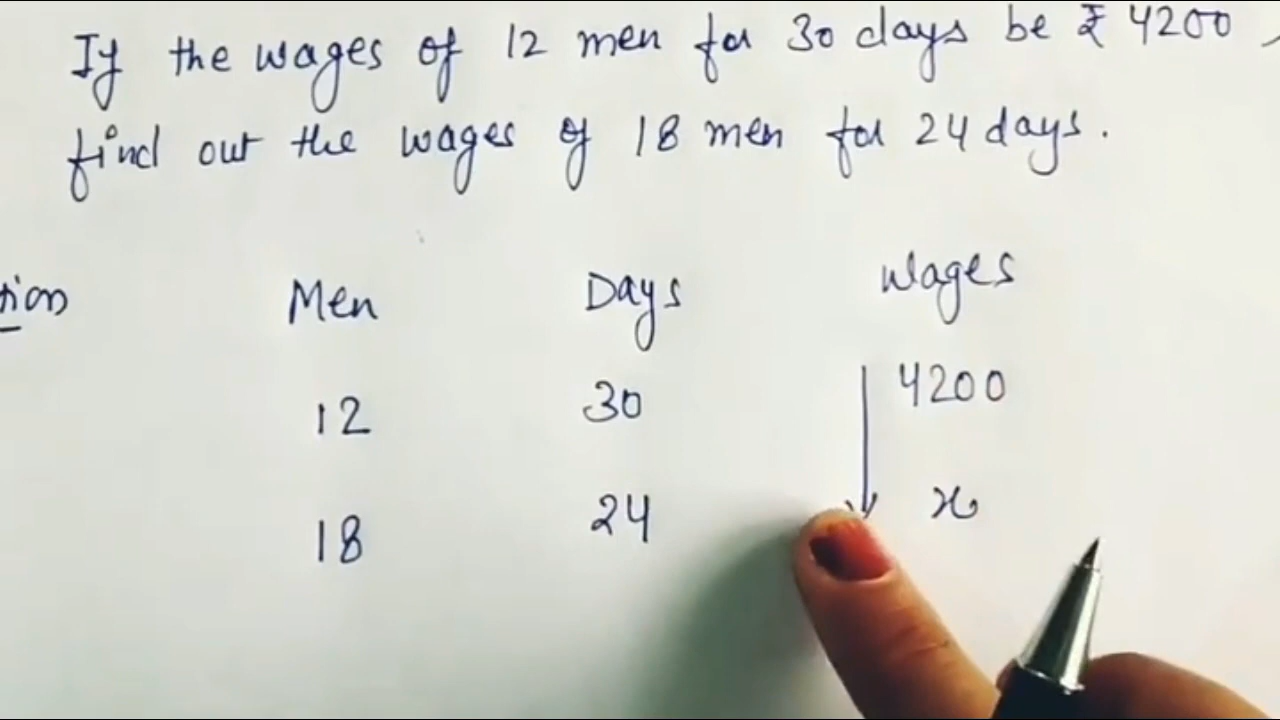 If the wages of 12 men for 30 days be ₹ 4200,
find out the wages of 18 men for 24 days.
tion Men Days Wages
12 30 4200
18 24 x